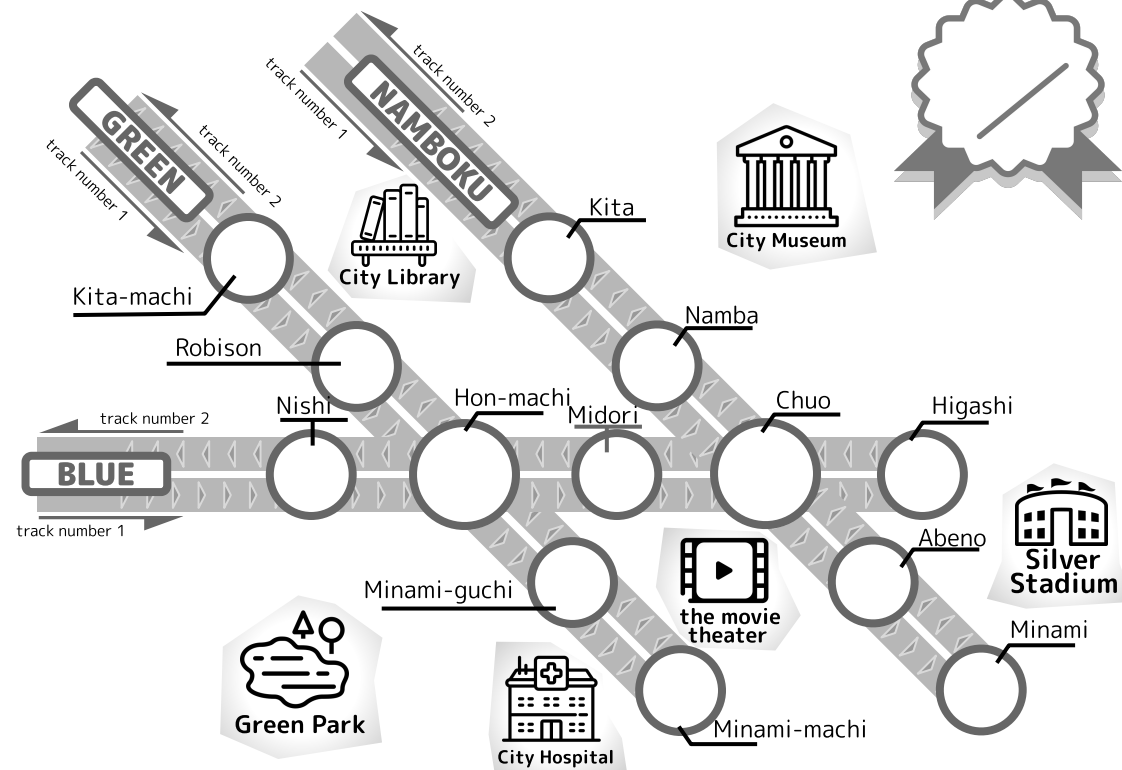 track number 2
NAMBOKU
track number 1
track number 2
GREEN
track number 1
Kita
City Museum
City Library
Kita-machi
Namba
Robison
Nishi
Hon-machi
Midori
Chuo
Higashi
track number 2
BLUE
track number 1
Abeno
Silver
Stadium
Minami-guchi
the movie
theater
Minami
Green Park
City Hospital
Minami-machi